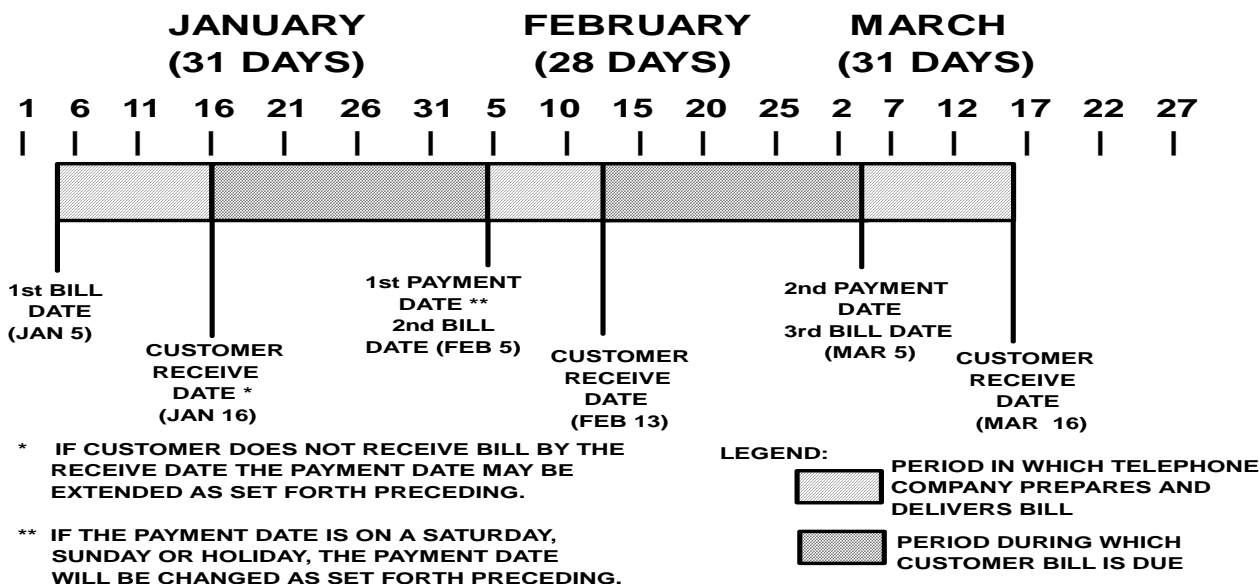 JANUARY
(31 DAYS)
FEBRUARY
(28 DAYS)
MARCH
(31 DAYS)
1 6 11 16 21 26 31 5 10 15 20 25 2 7 12 17 22 27
1st BILL
DATE
(JAN 5)
CUSTOMER
RECEIVE
DATE *
(JAN 16)
1st PAYMENT
DATE **
2nd BILL
DATE (FEB 5)
CUSTOMER
RECEIVE
DATE
(FEB 13)
2nd PAYMENT
DATE
3rd BILL DATE
(MAR 5)
CUSTOMER
RECEIVE
DATE
(MAR 16)
* IF CUSTOMER DOES NOT RECEIVE BILL BY THE
RECEIVE DATE THE PAYMENT DATE MAY BE
EXTENDED AS SET FORTH PRECEDING.
** IF THE PAYMENT DATE IS ON A SATURDAY,
SUNDAY OR HOLIDAY, THE PAYMENT DATE
WILL BE CHANGED AS SET FORTH PRECEDING.
LEGEND:
PERIOD IN WHICH TELEPHONE
COMPANY PREPARES AND
DELIVERS BILL
PERIOD DURING WHICH
CUSTOMER BILL IS DUE